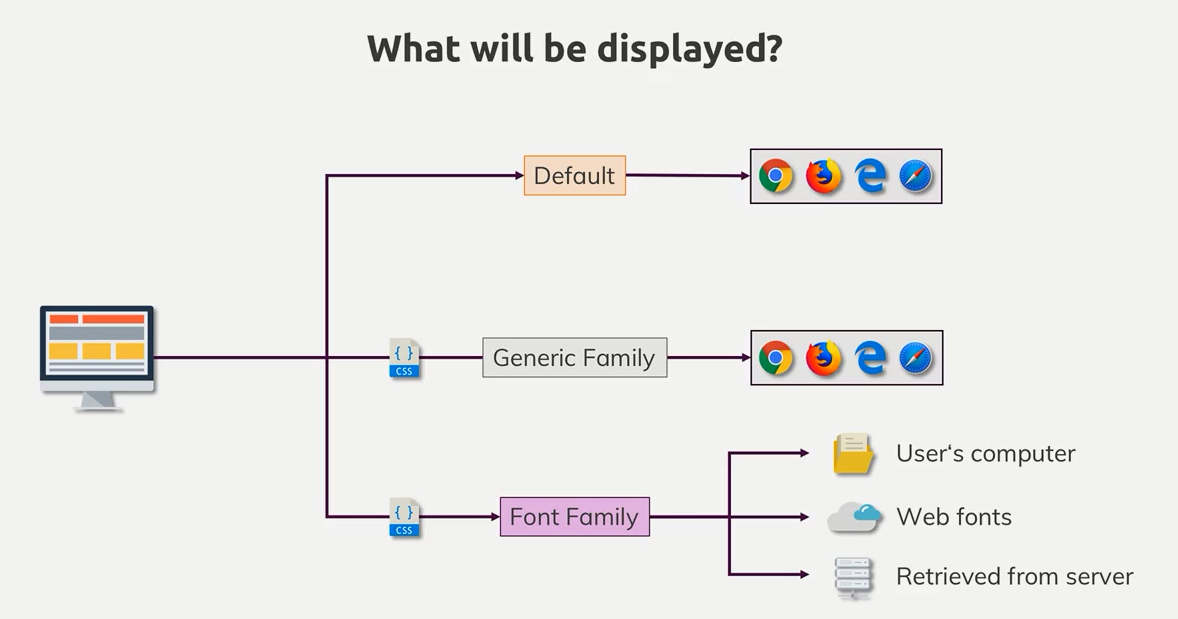 What will be displayed?
Default
{ }
CSS
Generic Family
{ }
CSS
Font Family
User‘s computer
Web fonts
Retrieved from server